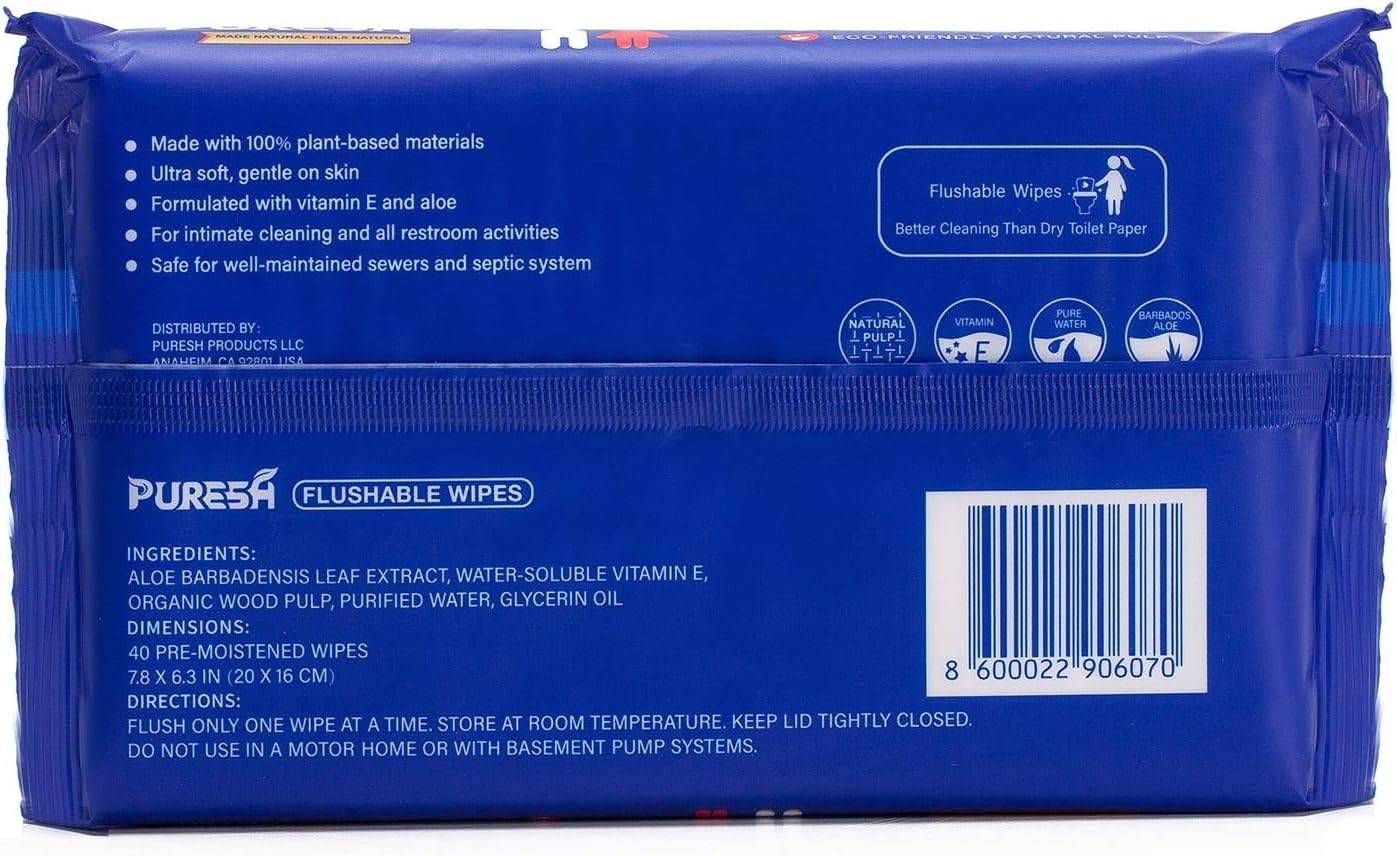 MADE NATURAL FEELS NATURAL
ECO-FRIENDLY NATURAL PULP
Made with 100% plant-based materials
Ultra soft, gentle on skin
Formulated with vitamin E and aloe
For intimate cleaning and all restroom activities
Safe for well-maintained sewers and septic system
Flushable Wipes
Better Cleaning Than Dry Toilet Paper
DISTRIBUTED BY:
PURESH PRODUCTS LLC
ANAHEIM, CA 92801, USA
NATURAL
PULP
VITAMIN
E
PURE
WATER
BARBADOS
ALOE
PURESH FLUSHABLE WIPES
INGREDIENTS:
ALOE BARBADENSIS LEAF EXTRACT, WATER-SOLUBLE VITAMIN E,
ORGANIC WOOD PULP, PURIFIED WATER, GLYCERIN OIL
DIMENSIONS:
40 PRE-MOISTENED WIPES
7.8 X 6.3 IN (20 X 16 CM)
DIRECTIONS:
FLUSH ONLY ONE WIPE AT A TIME. STORE AT ROOM TEMPERATURE. KEEP LID TIGHTLY CLOSED.
DO NOT USE IN A MOTOR HOME OR WITH BASEMENT PUMP SYSTEMS.
8 600022 906070